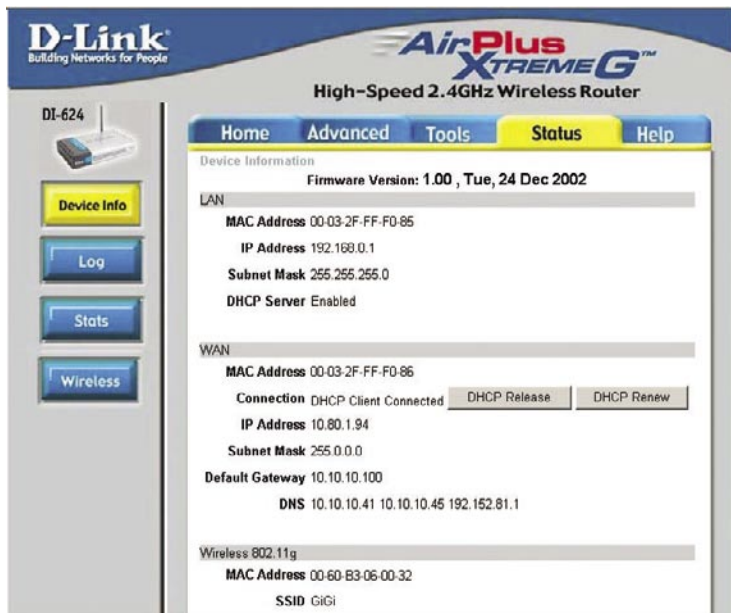 D-Link
Building Networks for People
AirPlus
XTREME G™
High-Speed 2.4GHz Wireless Router
DI-624
Home Advanced Tools Status Help
Device Information
Firmware Version: 1.00 , Tue, 24 Dec 2002
Device Info
Log
Stats
Wireless
LAN
MAC Address 00-03-2F-FF-F0-85
IP Address 192.168.0.1
Subnet Mask 255.255.255.0
DHCP Server Enabled
WAN
MAC Address 00-03-2F-FF-F0-86
Connection DHCP Client Connected DHCP Release DHCP Renew
IP Address 10.80.1.94
Subnet Mask 255.0.0.0
Default Gateway 10.10.10.100
DNS 10.10.10.41 10.10.10.45 192.152.81.1
Wireless 802.11g
MAC Address 00-60-B3-06-00-32
SSID GiGi